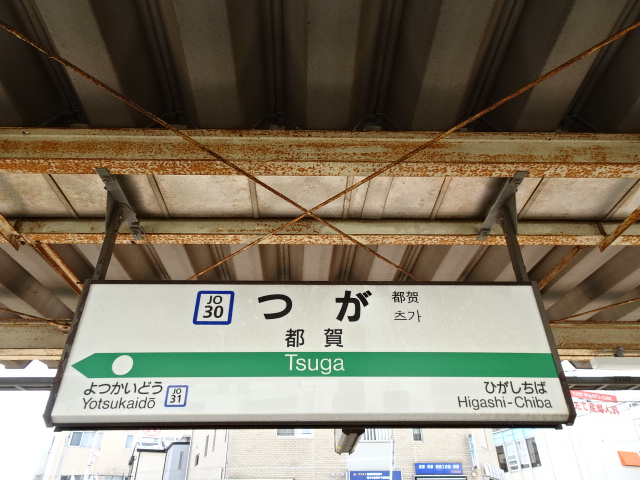 JO
30
つが
都贺
츠가
都賀
Tsuga
よつかいどう
Yotsukaidō
JO
31
ひがしちば
Higashi-Chiba